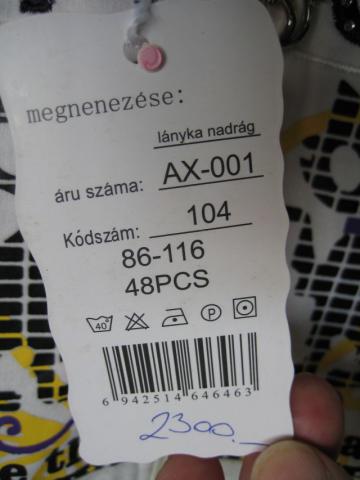 megnenezése:
lányka nadrág
áru száma: AX-001
Kódszám: 104
86-116
48PCS
40° P
6 942514 646463
2300.-